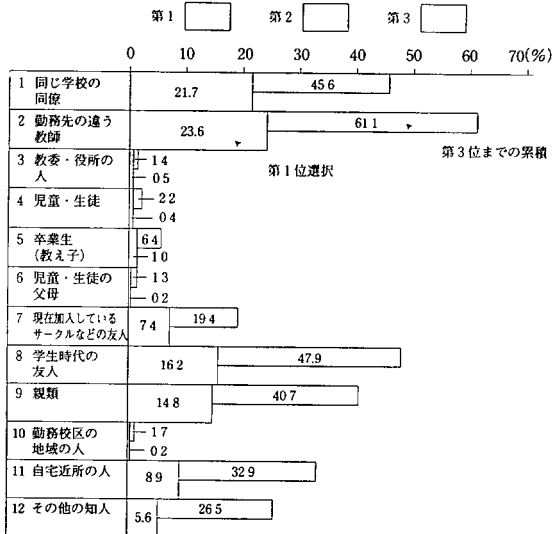 第1 第2 第3
0 10 20 30 40 50 60 70(%)
1 同じ学校の
同僚
21.7 45 6
2 勤務先の違う
教師
23.6 61 1
第1位選択 第3位までの累積
3 教委・役所の
人
1 4
0 5
4 児童・生徒
2 2
0 4
5 卒業生
(教え子)
6 4
1 0
6 児童・生徒の
父母
1 3
0 2
7 現在加入している
サークルなどの友人
7 4 19 4
8 学生時代の
友人
16 2 47.9
9 親類
14 8 40 7
10 勤務校区の
地域の人
1 7
0 2
11 自宅近所の人
8 9 32 9
12 その他の知人
5.6 26 5